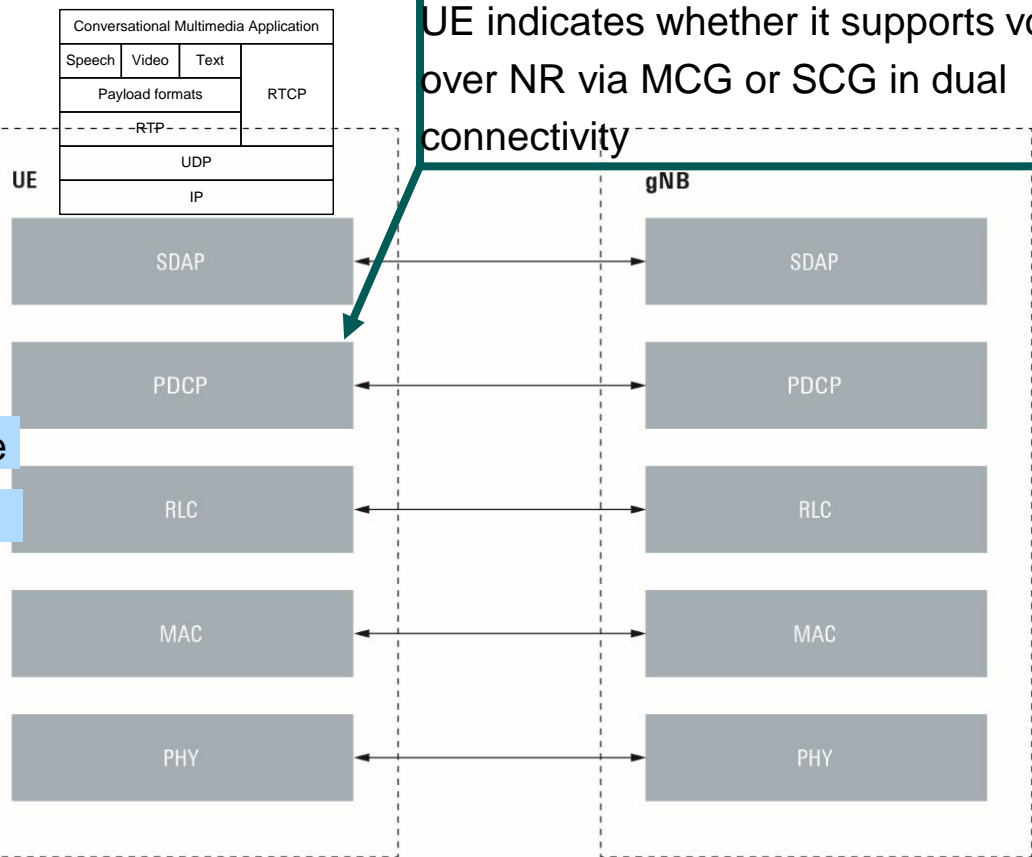 UE indicates whether it supports
over NR via MCG or SCG in dual
connectivity
Conversational Multimedia Application
Speech Video Text
Payload formats RTCP
RTP
UDP
IP
UE
gNB
SDAP SDAP
PDCP PDCP
RLC RLC
MAC MAC
PHY PHY